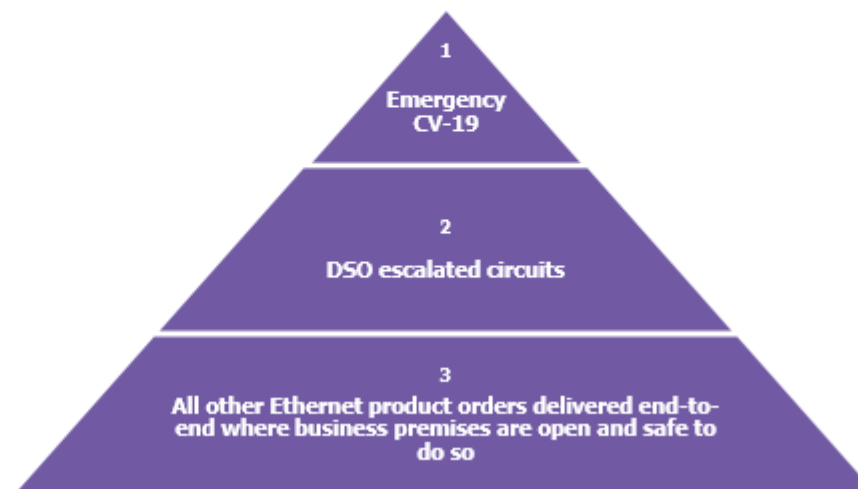 1
Emergency
CV-19
2
DSO escalated circuits
3
All other Ethernet product orders delivered end-to-
end where business premises are open and safe to
do so